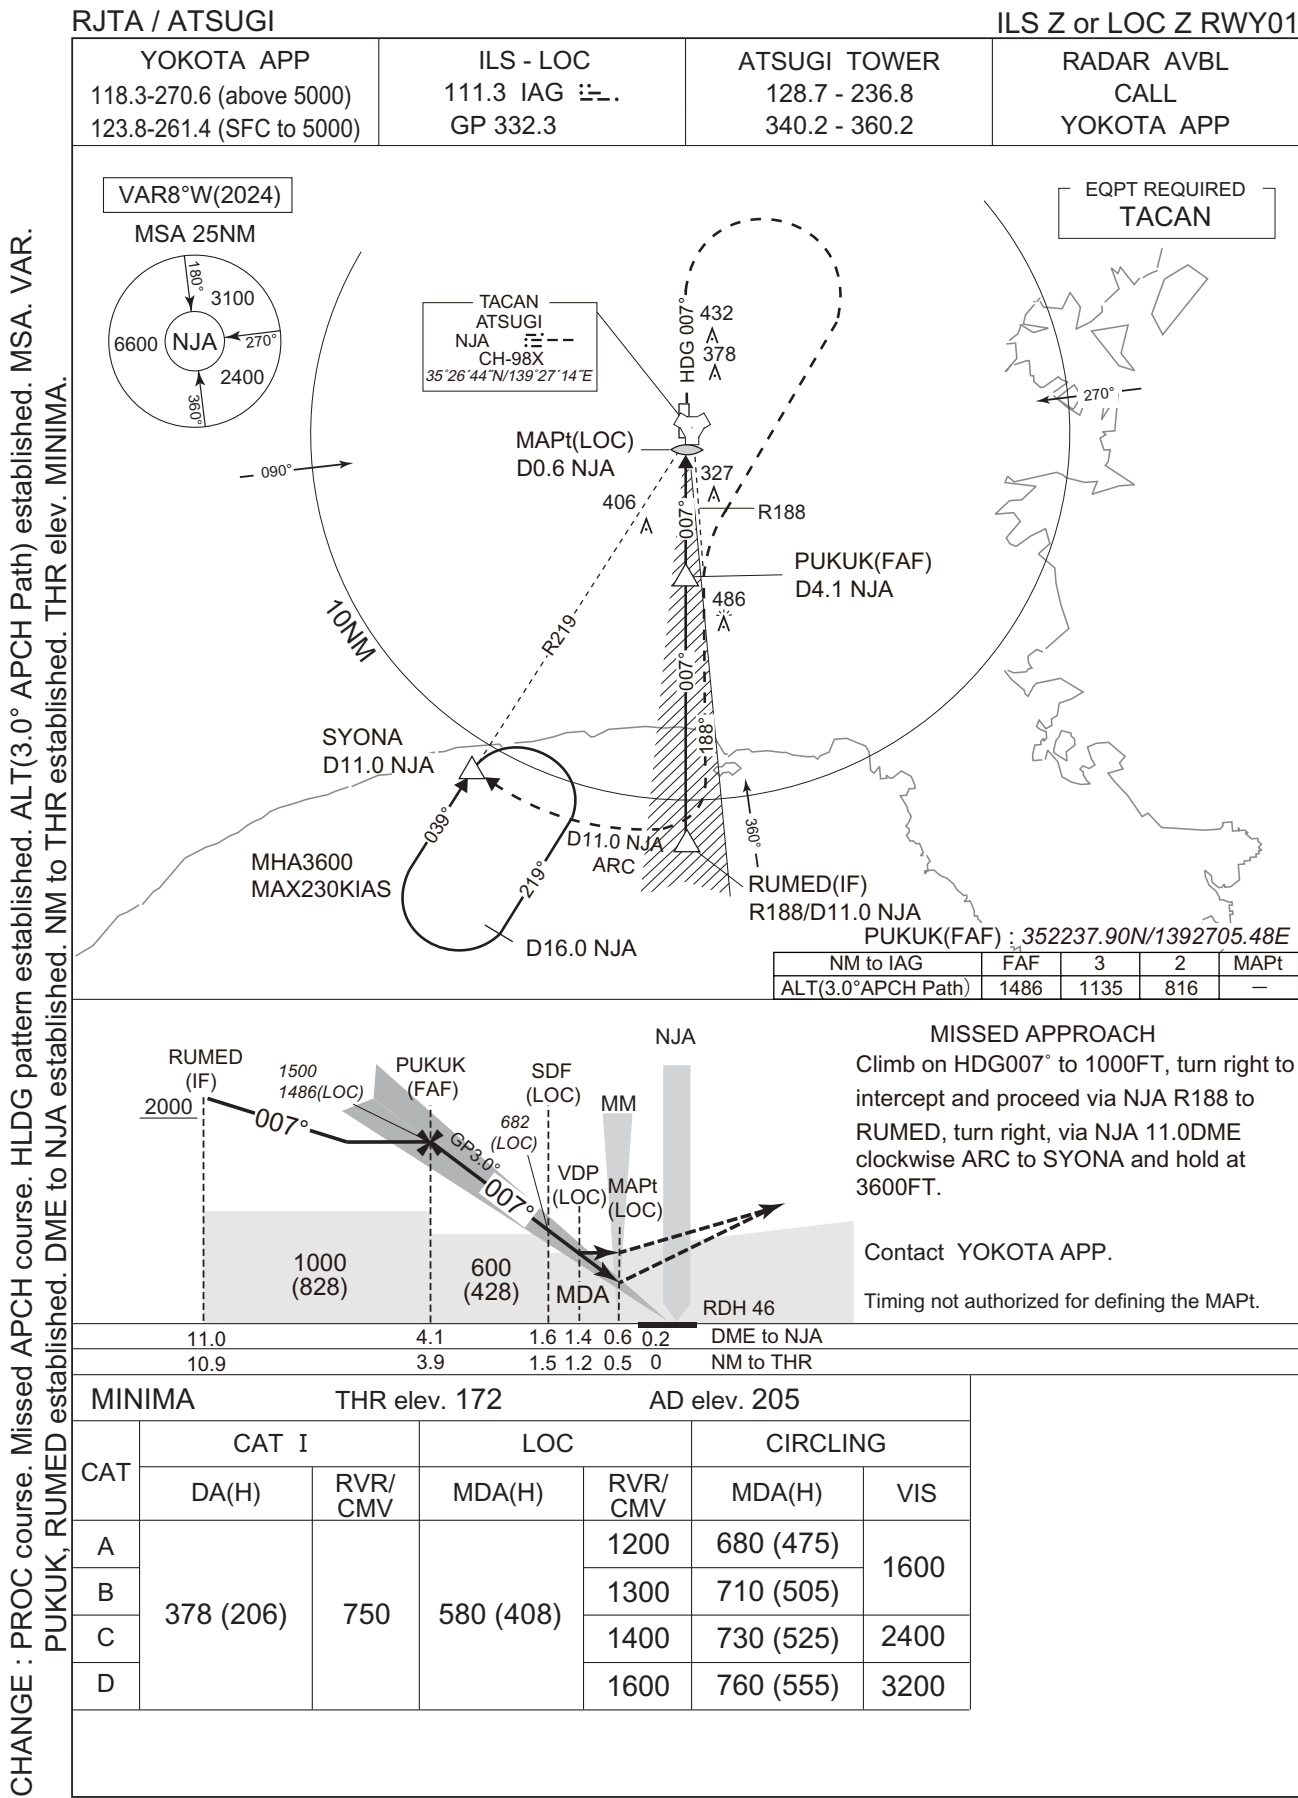 RJTA / ATSUGI
ILS Z or LOC Z RWY01
YOKOTA APP
118.3-270.6 (above 5000)
123.8-261.4 (SFC to 5000)
ILS - LOC
111.3 IAG
GP 332.3
ATSUGI TOWER
128.7 - 236.8
340.2 - 360.2
RADAR AVBL
CALL
YOKOTA APP
VAR8°W(2024)
MSA 25NM
180°
3100
6600
NJA
270°
2400
360°
EQPT REQUIRED
TACAN
TACAN
ATSUGI
NJA
CH-98X
35°26′44″N/139°27′14″E
HDG 007°
432
378
270°
MAPt(LOC)
D0.6 NJA
090°
327
406
007°
R188
PUKUK(FAF)
D4.1 NJA
486
10NM
R219
007°
188°
SYONA
D11.0 NJA
039°
360°
D11.0 NJA
ARC
MHA3600
MAX230KIAS
219°
RUMED(IF)
R188/D11.0 NJA
D16.0 NJA
PUKUK(FAF) : 352237.90N/1392705.48E
NM to IAG FAF 3 2 MAPt
ALT(3.0°APCH Path) 1486 1135 816 —
RUMED
(IF)
2000
007°
1500
1486(LOC)
PUKUK
(FAF)
GP3.0°
007°
682
(LOC)
SDF
(LOC)
VDP
(LOC)
MM
MAPt
(LOC)
NJA
1000
(828)
600
(428)
MDA
RDH 46
11.0 4.1 1.6 1.4 0.6 0.2 DME to NJA
10.9 3.9 1.5 1.2 0.5 0 NM to THR
MISSED APPROACH
Climb on HDG007° to 1000FT, turn right to
intercept and proceed via NJA R188 to
RUMED, turn right, via NJA 11.0DME
clockwise ARC to SYONA and hold at
3600FT.
Contact YOKOTA APP.
Timing not authorized for defining the MAPt.
MINIMA THR elev. 172 AD elev. 205
CAT CAT I LOC CIRCLING
DA(H) RVR/ CMV MDA(H) RVR/ CMV MDA(H) VIS
A 378 (206) 750 580 (408) 1200 680 (475) 1600
B 1300 710 (505)
C 1400 730 (525) 2400
D 1600 760 (555) 3200
CHANGE : PROC course. Missed APCH course. HLDG pattern established. ALT(3.0° APCH Path) established. MSA. VAR.
PUKUK, RUMED established. DME to NJA established. NM to THR established. THR elev. MINIMA.